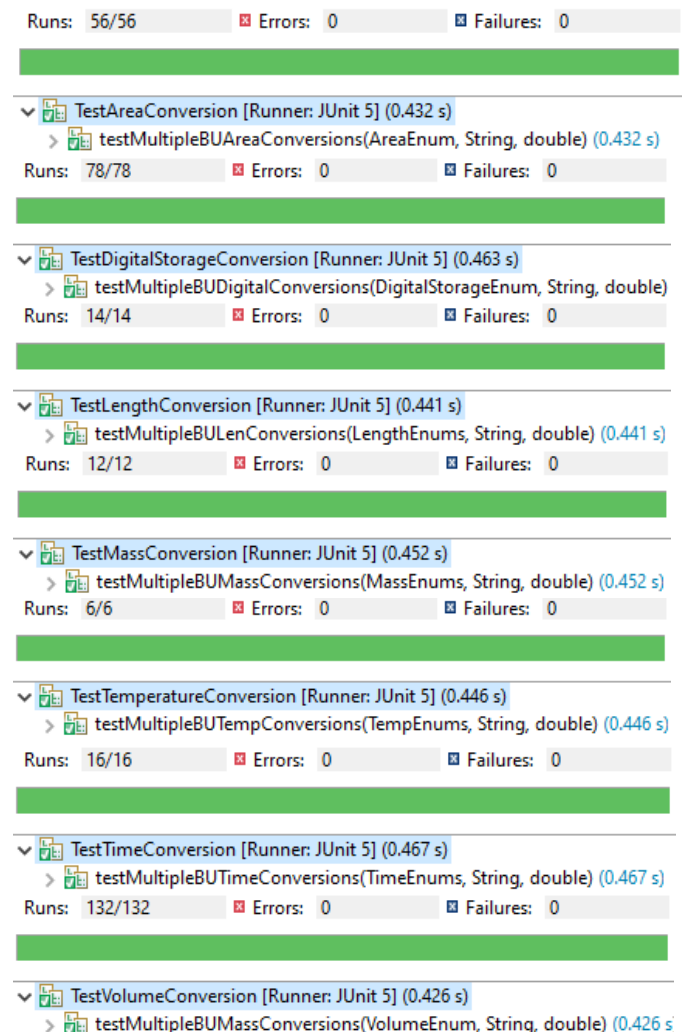 Runs: 56/56 Errors: 0 Failures: 0
TestAreaConversion [Runner: JUnit 5] (0.432 s)
testMultipleBUAreaConversions(AreaEnum, String, double) (0.432 s)
Runs: 78/78 Errors: 0 Failures: 0
TestDigitalStorageConversion [Runner: JUnit 5] (0.463 s)
testMultipleBUDigitalConversions(DigitalStorageEnum, String, double)
Runs: 14/14 Errors: 0 Failures: 0
TestLengthConversion [Runner: JUnit 5] (0.441 s)
testMultipleBULenConversions(LengthEnums, String, double) (0.441 s)
Runs: 12/12 Errors: 0 Failures: 0
TestMassConversion [Runner: JUnit 5] (0.452 s)
testMultipleBUMassConversions(MassEnums, String, double) (0.452 s)
Runs: 6/6 Errors: 0 Failures: 0
TestTemperatureConversion [Runner: JUnit 5] (0.446 s)
testMultipleBUTempConversions(TempEnums, String, double) (0.446 s)
Runs: 16/16 Errors: 0 Failures: 0
TestTimeConversion [Runner: JUnit 5] (0.467 s)
testMultipleBUTimeConversions(TimeEnums, String, double) (0.467 s)
Runs: 132/132 Errors: 0 Failures: 0
TestVolumeConversion [Runner: JUnit 5] (0.426 s)
testMultipleBUMassConversions(VolumeEnum, String, double) (0.426 s